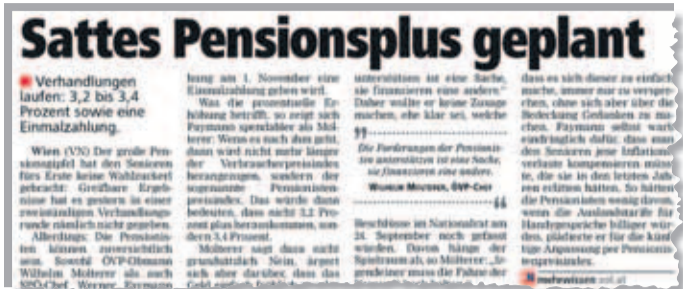 Sattes Pensionsplus geplant
Verhandlungen
laufen: 3,2 bis 3,4
Prozent sowie eine
Einmalzahlung.
Wien (VN) Der große Pen-
sionsgipfel hat den Senioren
fürs Erste keine Wahlzuckerl
gebracht: Greifbare Ergeb-
nisse hat es gestern in einer
zweistündigen Verhandlungs-
runde nämlich nicht gegeben.
Allerdings: Die Pensionis-
ten können zuversichtlich
sein. Sowohl ÖVP-Obmann
Wilhelm Molterer als auch
SPÖ-Chef Werner Faymann
hung am 1. November eine
Einmalzahlung geben wird.
Was die prozentuelle Er-
höhung betrifft, so zeigt sich
Faymann spendabler als Mol-
terer: Wenn es nach ihm geht,
dann wird nicht mehr länger
der Verbraucherpreisindex
herangezogen, sondern der
sogenannte Pensionisten-
preisindex. Das würde dann
bedeuten, dass nicht 3,2 Pro-
zent plus herauskommen, son-
dern 3,4 Prozent.
Molterer sagt dazu nicht
grundsätzlich Nein, ärgert
sich aber darüber, dass das
Geld einfach
unterstützen ist eine Sache,
sie finanzieren eine andere."
Daher wollte er keine Zusage
machen, ehe klar sei, welche
Die Forderungen der Pensionis-
ten unterstützen ist eine Sache,
sie finanzieren eine andere.
Wilhelm Molterer, ÖVP-Chef
Beschlüsse im Nationalrat am
24. September noch gefasst
würden. Davon hänge der
Spielraum ab, so Molterer: „Ir-
gendeiner muss die Fahne der
dass es sich dieser zu einfach
mache, immer nur zu verspre-
chen, ohne sich aber über die
Bedeckung Gedanken zu ma-
chen. Faymann selbst warb
eindringlich dafür, dass man
den Senioren jene Inflations-
verluste kompensieren müss-
te, die sie in den letzten Jah-
ren erlitten hätten. So hätten
die Pensionisten wenig davon,
wenn die Auslandstarife für
Handygespräche billiger wür-
den, plädierte er für die künf-
tige Anpassung per Pensionis-
tenpreisindex.
mehrwissen.vol.at